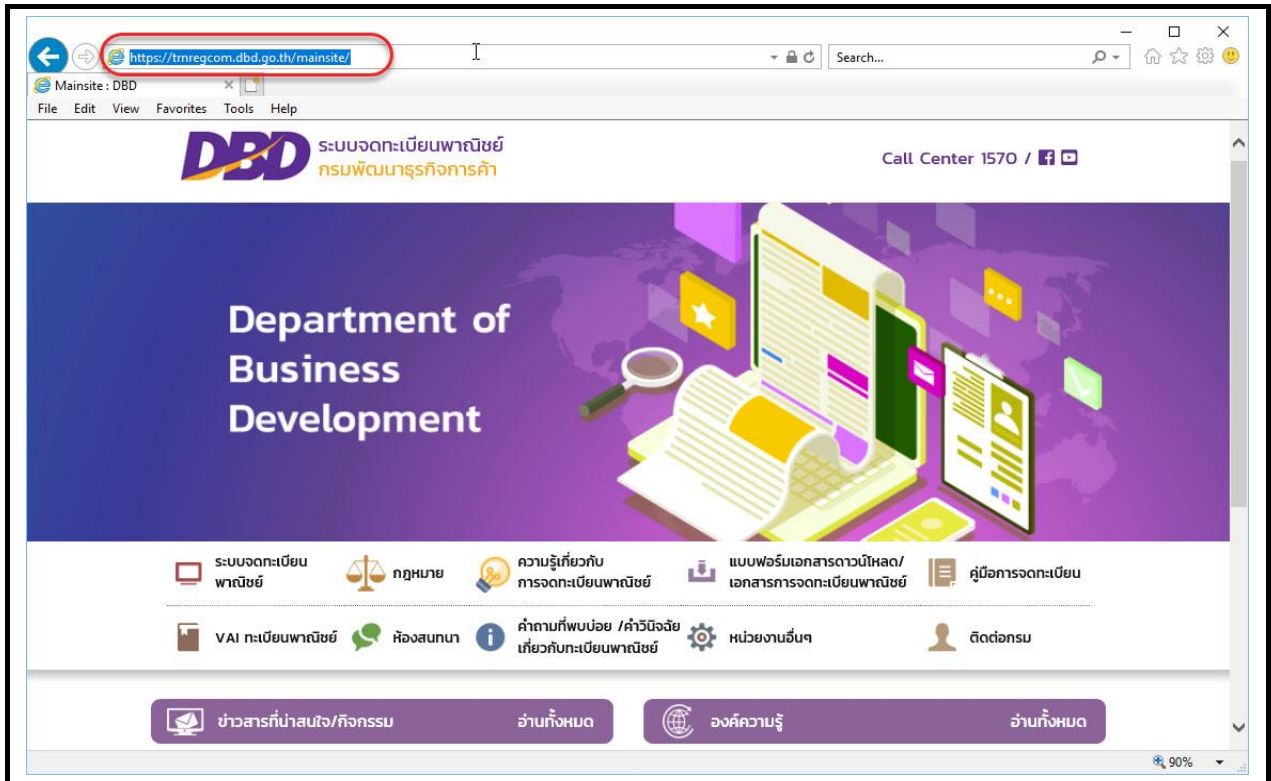 https://trnregcom.dbd.go.th/mainsite/
Search...
Mainsite : DBD
File Edit View Favorites Tools Help
DBD
ระบบจดทะเบียนพาณิชย์
กรมพัฒนาธุรกิจการค้า
Call Center 1570 /
Department of
Business
Development
ระบบจดทะเบียน
พาณิชย์
กฎหมาย
ความรู้เกี่ยวกับ
การจดทะเบียนพาณิชย์
แบบฟอร์มเอกสารดาวน์โหลด/
เอกสารการจดทะเบียนพาณิชย์
คู่มือการจดทะเบียน
VAI ทะเบียนพาณิชย์
ห้องสนทนา
คำถามที่พบบ่อย /คำวินิจฉัย
เกี่ยวกับทะเบียนพาณิชย์
หน่วยงานอื่นๆ
ติดต่อกรม
ข่าวสารที่น่าสนใจ/กิจกรรม อ่านทั้งหมด
องค์ความรู้ อ่านทั้งหมด
90%